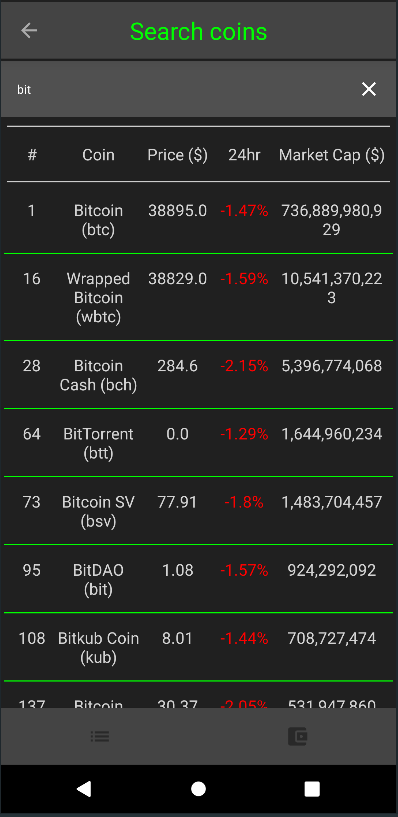 Search coins
bit
# Coin Price ($) 24hr Market Cap ($)
1 Bitcoin 38895.0 -1.47% 736,889,980,9
(btc) 29
16 Wrapped 38829.0 -1.59% 10,541,370,22
Bitcoin 3
(wbtc)
28 Bitcoin 284.6 -2.15% 5,396,774,068
Cash (bch)
64 BitTorrent 0.0 -1.29% 1,644,960,234
(btt)
73 Bitcoin SV 77.91 -1.8% 1,483,704,457
(bsv)
95 BitDAO 1.08 -1.57% 924,292,092
(bit)
108 Bitkub Coin 8.01 -1.44% 708,727,474
(kub)
137 Bitcoin 30.37 -2.05% 531,947,860